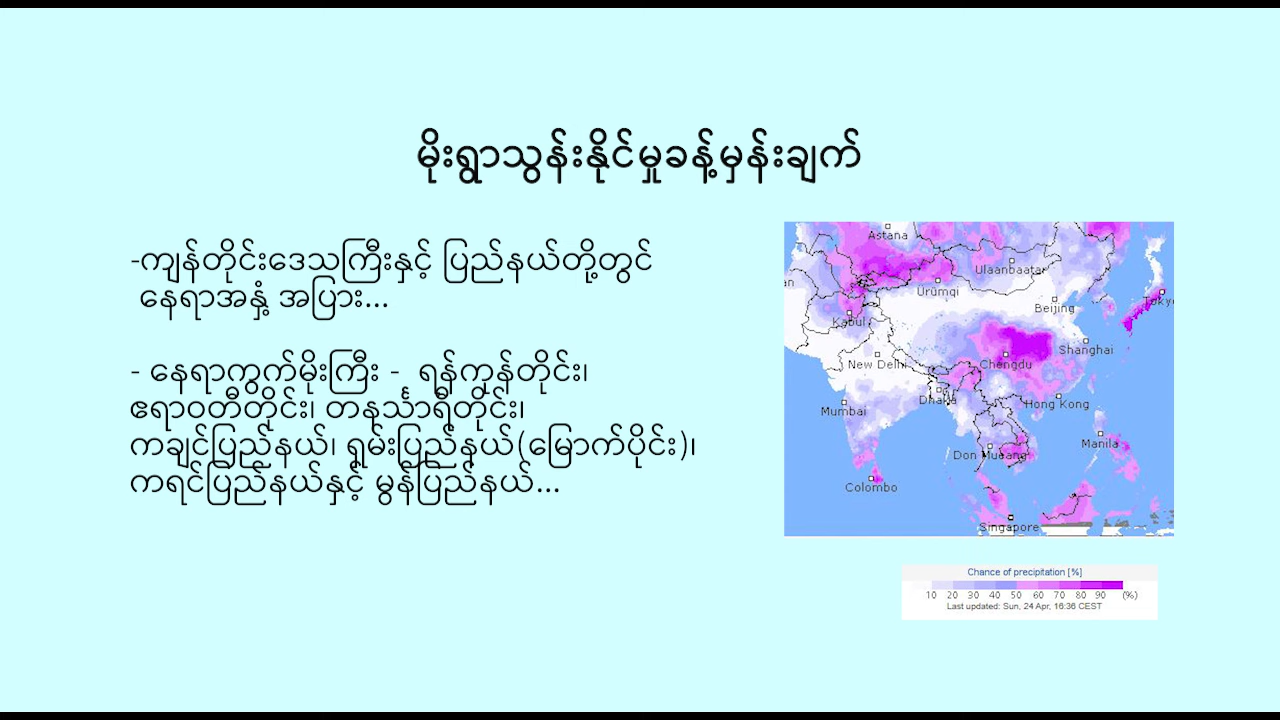 မိုးရွာသွန်းနိုင်မှုခန့်မှန်းချက်
-ကျန်တိုင်းဒေသကြီးနှင့် ပြည်နယ်တို့တွင်
နေရာအနှံ့ အပြား...
- နေရာကွက်မိုးကြီး - ရန်ကုန်တိုင်း၊
ဧရာဝတီတိုင်း၊ တနင်္သာရီတိုင်း၊
ကချင်ပြည်နယ်၊ ရှမ်းပြည်နယ်(မြောက်ပိုင်း)၊
ကရင်ပြည်နယ်နှင့် မွန်ပြည်နယ်...
Astana
Ulaanbaatar
Urumqi
Beijing
Tokyo
Kabul
Shanghai
New Delhi
Chengdu
Dhaka
Hong Kong
Mumbai
Manila
Don Mueang
Colombo
Singapore
Chance of precipitation [%]
10 20 30 40 50 60 70 80 90 (%)
Last updated: Sun, 24 Apr, 16:36 CEST